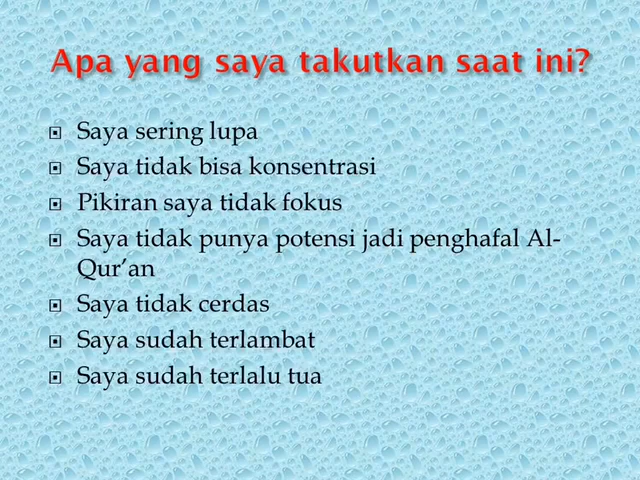 Apa yang saya takutkan saat ini?
Saya sering lupa
Saya tidak bisa konsentrasi
Pikiran saya tidak fokus
Saya tidak punya potensi jadi penghafal Al-
Qur’an
Saya tidak cerdas
Saya sudah terlambat
Saya sudah terlalu tua